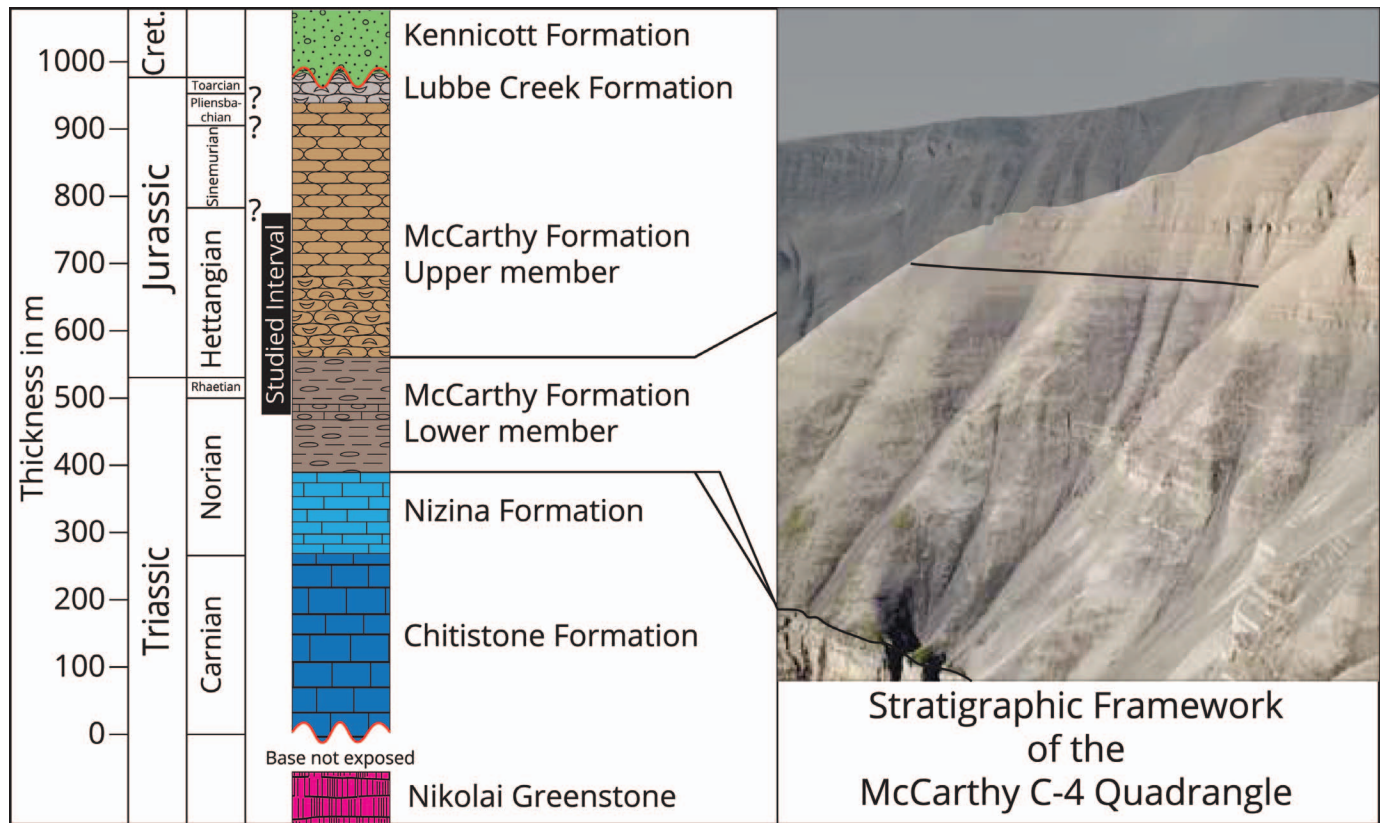 Thickness in m
1000
900
800
700
600
500
400
300
200
100
0
Cret.
Jurassic
Triassic
Toarcian
Pliensba-
chian
Sinemurian
Hettangian
Rhaetian
Norian
Carnian
?
?
?
Studied Interval
Kennicott Formation
Lubbe Creek Formation
McCarthy Formation
Upper member
McCarthy Formation
Lower member
Nizina Formation
Chitistone Formation
Base not exposed
Nikolai Greenstone
Stratigraphic Framework
of the
McCarthy C-4 Quadrangle